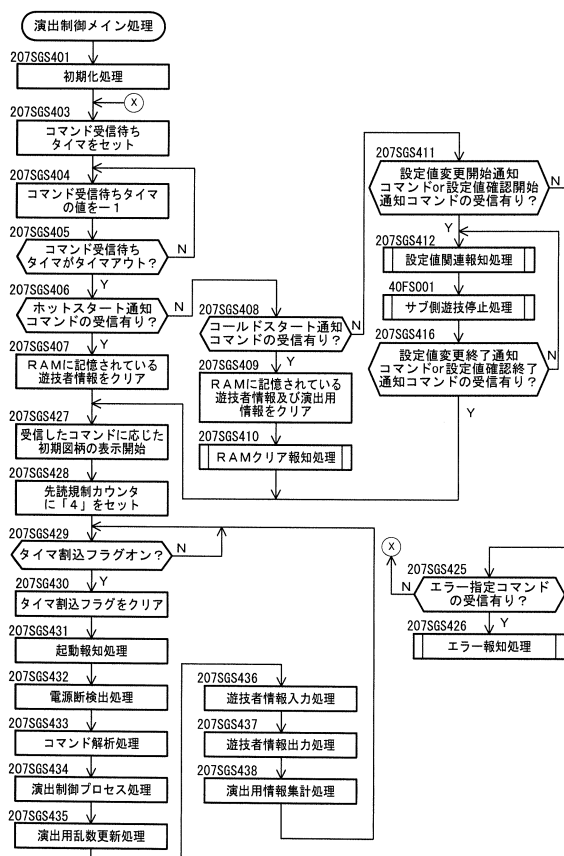 演出制御メイン処理
207SGS401
初期化処理
X
207SGS403
コマンド受信待ち
タイマをセット
207SGS404
コマンド受信待ちタイマ
の値を－1
207SGS405
コマンド受信待ち
タイマがタイムアウト？
N
Y
207SGS406
ホットスタート通知
コマンドの受信有り？
N
Y
207SGS407
RAMに記憶されている
遊技者情報をクリア
207SGS408
コールドスタート通知
コマンドの受信有り？
N
Y
207SGS409
RAMに記憶されている
遊技者情報及び演出用
情報をクリア
207SGS410
RAMクリア報知処理
207SGS411
設定値変更開始通知
コマンドor設定値確認開始
通知コマンドの受信有り？
N
Y
207SGS412
設定値関連報知処理
40FS001
サブ側遊技停止処理
207SGS416
設定値変更終了通知
コマンドor設定値確認終了
通知コマンドの受信有り？
N
Y
207SGS427
受信したコマンドに応じた
初期図柄の表示開始
207SGS428
先読規制カウンタ
に「4」をセット
207SGS429
タイマ割込フラグオン？
N
Y
207SG430
タイマ割込フラグをクリア
207SGS431
起動報知処理
207SGS432
電源断検出処理
207SGS433
コマンド解析処理
207SGS434
演出制御プロセス処理
207SGS435
演出用乱数更新処理
207SGS436
遊技者情報入力処理
207SGS437
遊技者情報出力処理
207SGS438
演出用情報集計処理
X
207SGS425
N
エラー指定コマンド
の受信有り？
Y
207SGS426
エラー報知処理